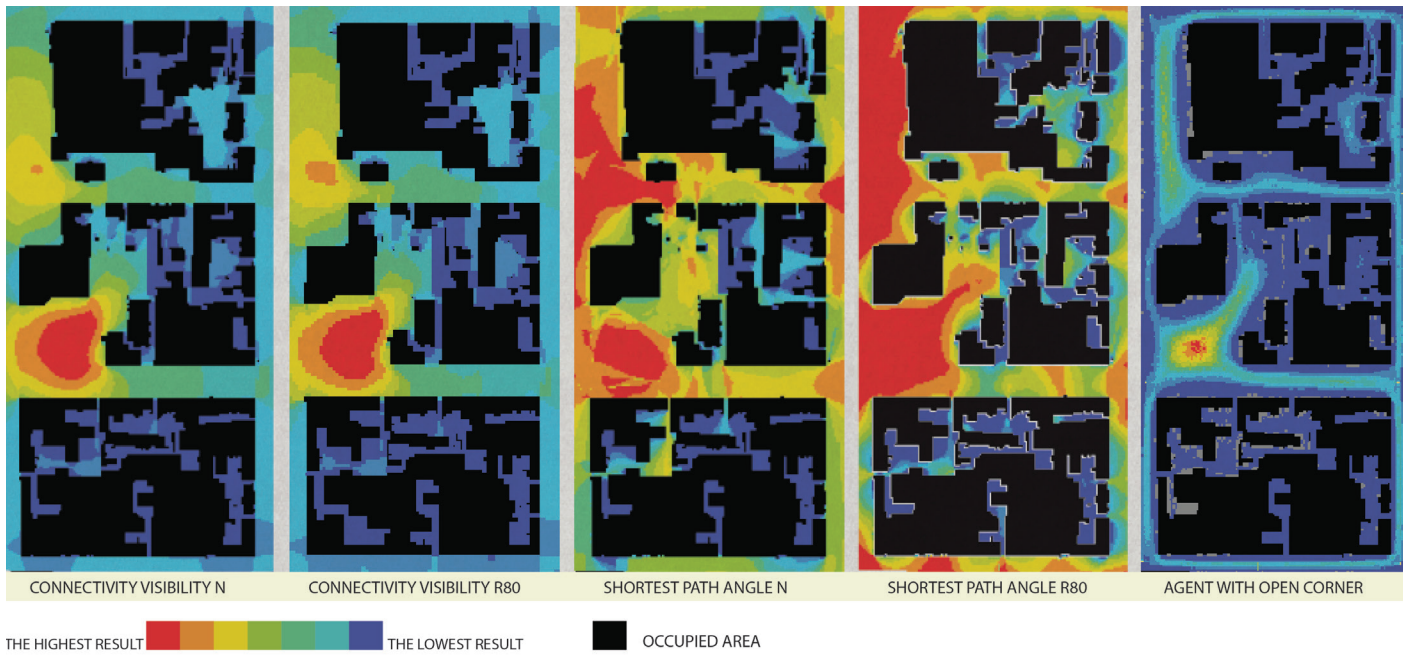 CONNECTIVITY VISIBILITY N
CONNECTIVITY VISIBILITY R80
SHORTEST PATH ANGLE N
SHORTEST PATH ANGLE R80
AGENT WITH OPEN CORNER
THE HIGHEST RESULT
THE LOWEST RESULT
OCCUPIED AREA